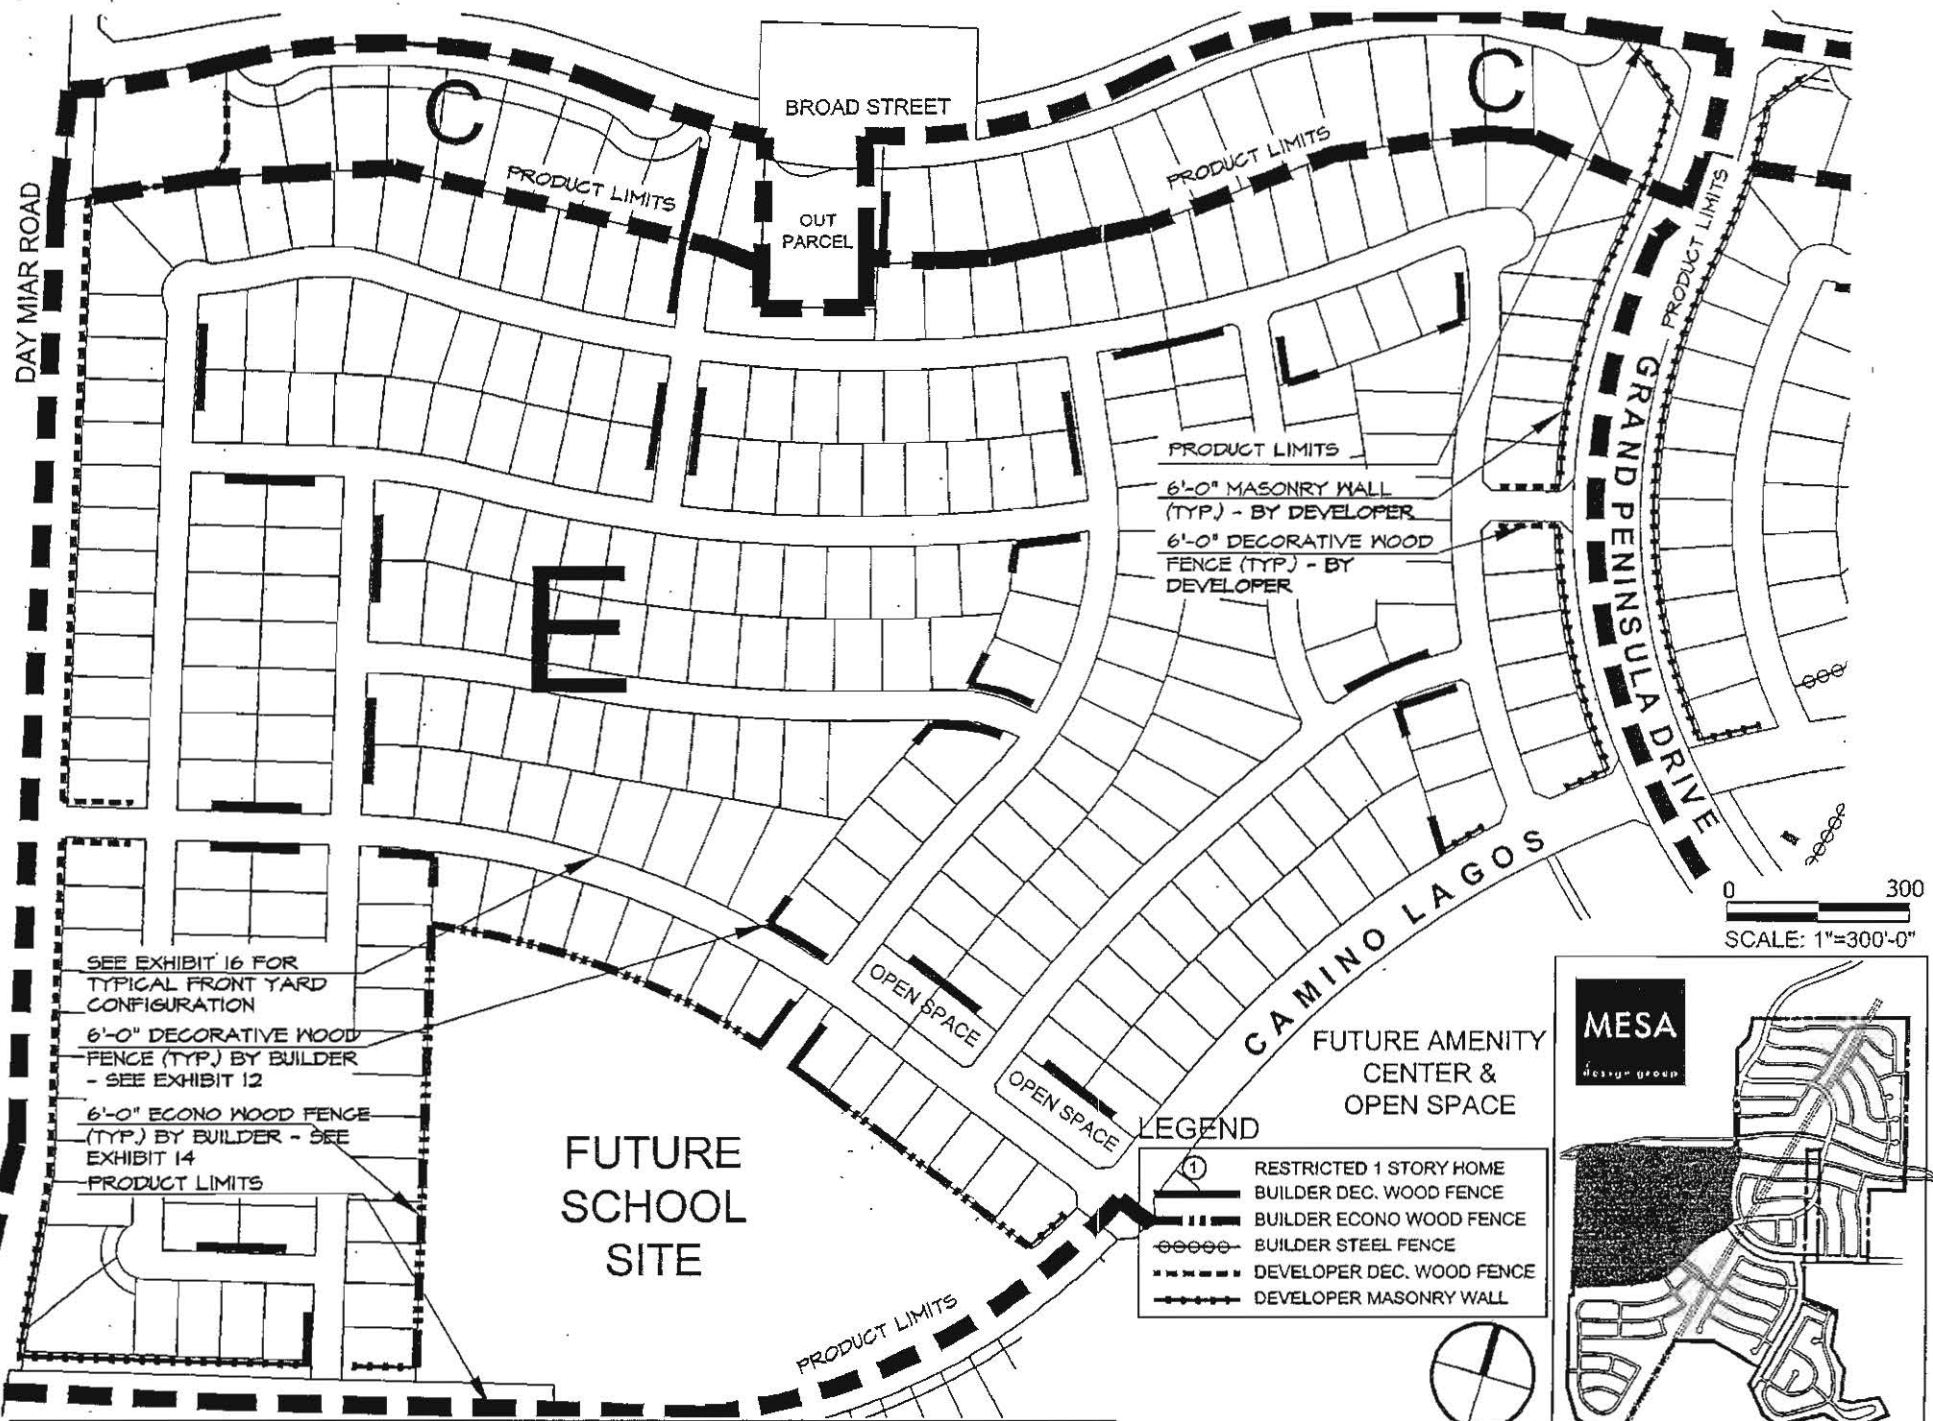 C
C
BROAD STREET
PRODUCT LIMITS
PRODUCT LIMITS
OUT
PARCEL
PRODUCT LIMITS
DAY MIAR ROAD
GRAND PENINSULA DRIVE
PRODUCT LIMITS
6'-0" MASONRY WALL
(TYP.) - BY DEVELOPER
6'-0" DECORATIVE WOOD
FENCE (TYP.) - BY
DEVELOPER
E
0 300
SCALE: 1"=300'-0"
SEE EXHIBIT 16 FOR
TYPICAL FRONT YARD
CONFIGURATION
6'-0" DECORATIVE WOOD
FENCE (TYP.) BY BUILDER
- SEE EXHIBIT 12
6'-0" ECONO WOOD FENCE
(TYP.) BY BUILDER - SEE
EXHIBIT 14
PRODUCT LIMITS
OPEN SPACE
OPEN SPACE
CAMINO LAGOS
FUTURE AMENITY
CENTER &
OPEN SPACE
FUTURE
SCHOOL
SITE
PRODUCT LIMITS
LEGEND
1 RESTRICTED 1 STORY HOME
BUILDER DEC. WOOD FENCE
BUILDER ECONO WOOD FENCE
BUILDER STEEL FENCE
DEVELOPER DEC. WOOD FENCE
DEVELOPER MASONRY WALL
MESA
design group